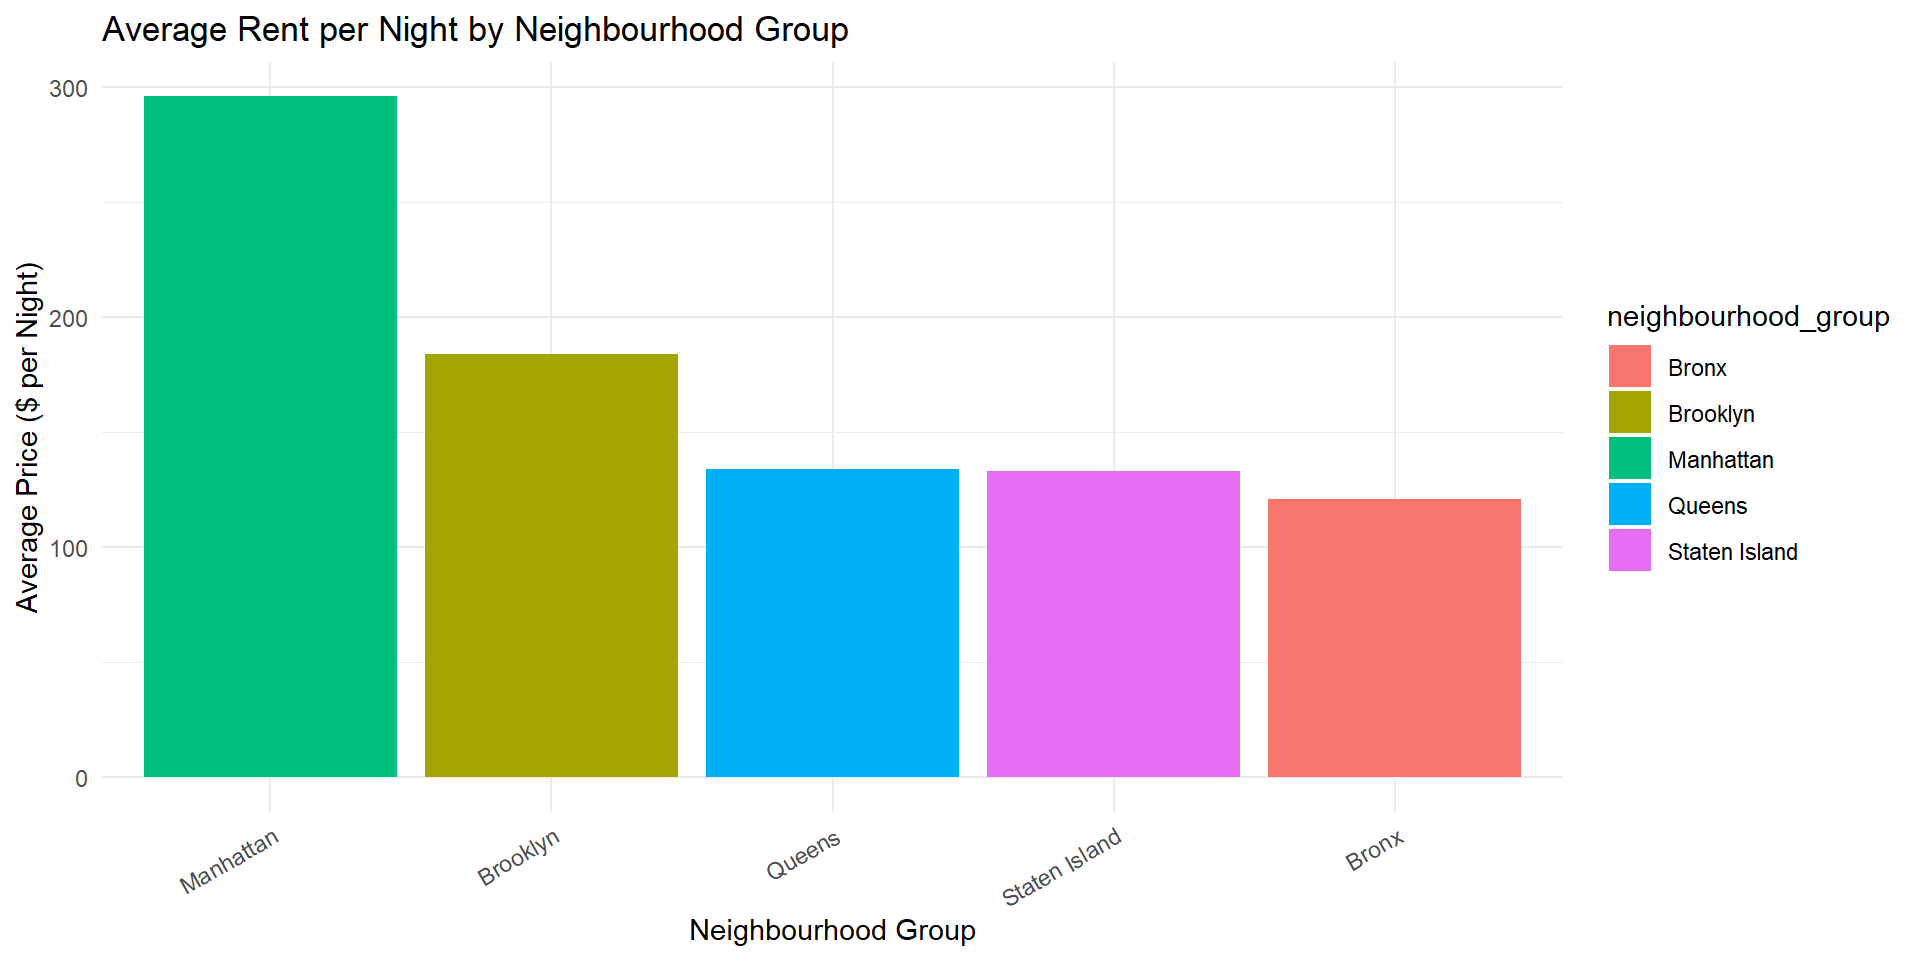 Average Rent per Night by Neighbourhood Group
Average Price ($ per Night)
300
200
100
0
Manhattan
Brooklyn
Queens
Staten Island
Bronx
Neighbourhood Group
neighbourhood_group
Bronx
Brooklyn
Manhattan
Queens
Staten Island